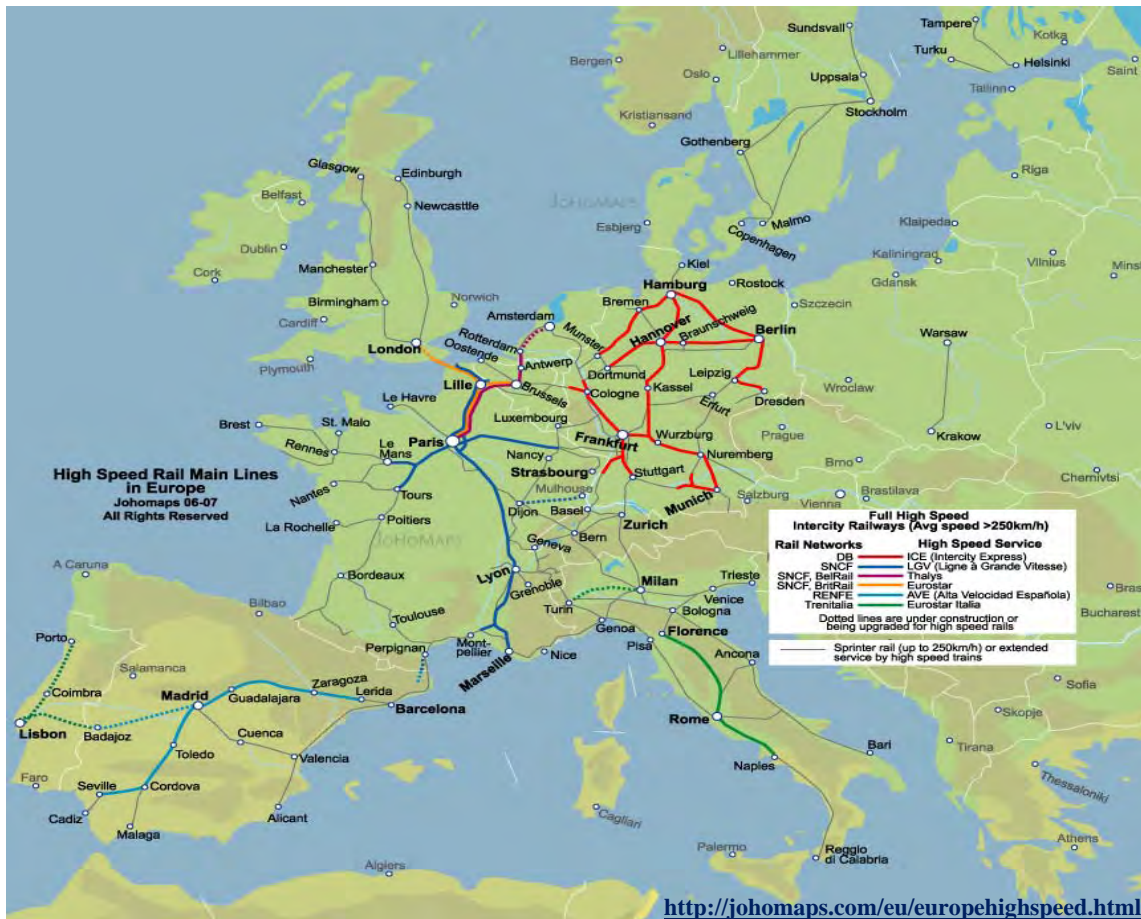 Sundsvall
Tampere
Kotka
Lillehammer
Turku
Helsinki
Saint
Bergen
Oslo
Uppsala
Tallinn
Stockholm
Kristiansand
Gothenberg
Glasgow
Edinburgh
Riga
Belfast
Newcasttle
JOHOMAPS
Esbjerg
Malmo
Klaipeda
Copenhagen
Dublin
Kaliningrad
Vilnius
Minsk
Cork
Manchester
Kiel
Gdansk
Hamburg
Rostock
Birmingham
Norwich
Bremen
Szczecin
Amsterdam
Munster
Hannover
Braunschweig
Cardiff
Rotterdam
Berlin
Warsaw
London
Oostende
Plymouth
Antwerp
Dortmund
Leipzig
Lille
Brussels
Cologne
Kassel
Wroclaw
Le Havre
Erfurt
Dresden
Luxembourg
Brest
St. Malo
Paris
Frankfurt
Wurzburg
Prague
Krakow
L'viv
Rennes
Le
Mans
Nancy
Nuremberg
Strasbourg
Stuttgart
Brno
Chernivtsi
High Speed Rail Main Lines
in Europe
Johomaps 06-07
All Rights Reserved
Nantes
Tours
Mulhouse
Munich
Salzburg
Vienna
Bratislava
Dijon
Basel
La Rochelle
Poitiers
Zurich
JOHOMAPS
Geneva
Bern
Full High Speed
Intercity Railways (Avg speed >250km/h)
Rail Networks High Speed Service
DB ICE (Intercity Express)
SNCF LGV (Ligne à Grande Vitesse)
SNCF, BelRail Thalys
SNCF, BritRail Eurostar
RENFE AVE (Alta Velocidad Española)
Trenitalia Eurostar Italia
Dotted lines are under construction or
being upgraded for high speed rails
Sprinter rail (up to 250km/h) or extended
service by high speed trains
A Caruna
Bordeaux
Lyon
Grenoble
Milan
Trieste
Bras
Bilbao
Turin
Venice
Bucharest
Toulouse
Bologna
Porto
Mont-
pellier
Genoa
Florence
Perpignan
Marseille
Nice
Pisa
Ancona
Salamanca
Zaragoza
Sofia
Coimbra
Madrid
Guadalajara
Lerida
Barcelona
Skopje
Lisbon
Badajoz
Cuenca
Rome
Toledo
Valencia
Bari
Tirana
Faro
Seville
Cordova
Naples
Thessaloniki
Cadiz
Malaga
Alicant
Cagliari
Palermo
Reggio
di Calabria
Athens
Algiers
http://johomaps.com/eu/europehighspeed.html